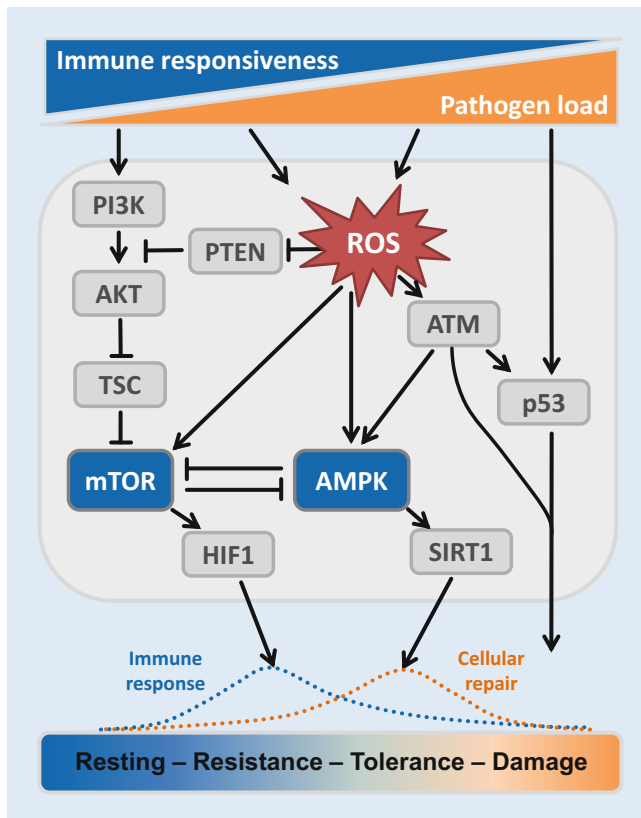 Immune responsiveness
Pathogen load
PI3K
PTEN
ROS
AKT
ATM
TSC
p53
mTOR
AMPK
HIF1
SIRT1
Immune
response
Cellular
repair
Resting – Resistance – Tolerance – Damage